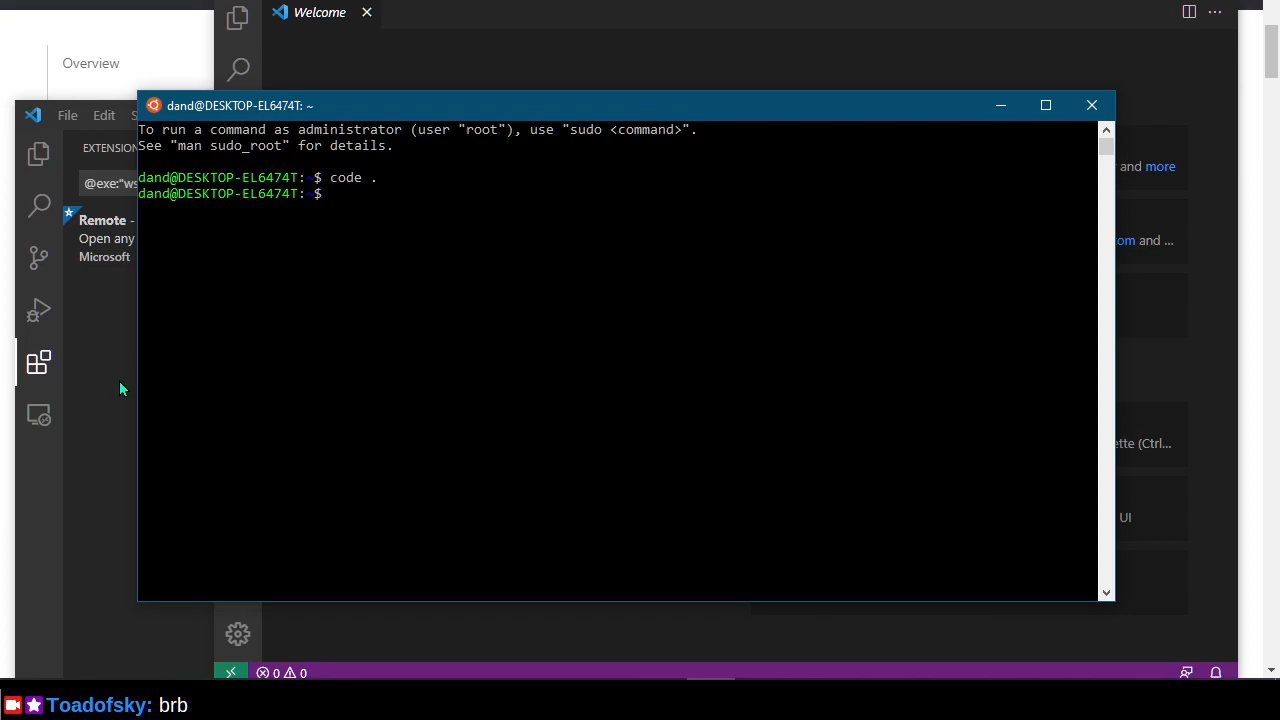 Welcome
Overview
dand@DESKTOP-EL6474T: ~
File Edit S
To run a command as administrator (user "root"), use "sudo <command>".
See "man sudo_root" for details.
EXTENSION
and more
dand@DESKTOP-EL6474T:~$ code .
@exe:"ws
dand@DESKTOP-EL6474T:~$
Remote -
Open any
om and ...
Microsoft
ette (Ctrl...
UI
0 0
Toadofsky: brb